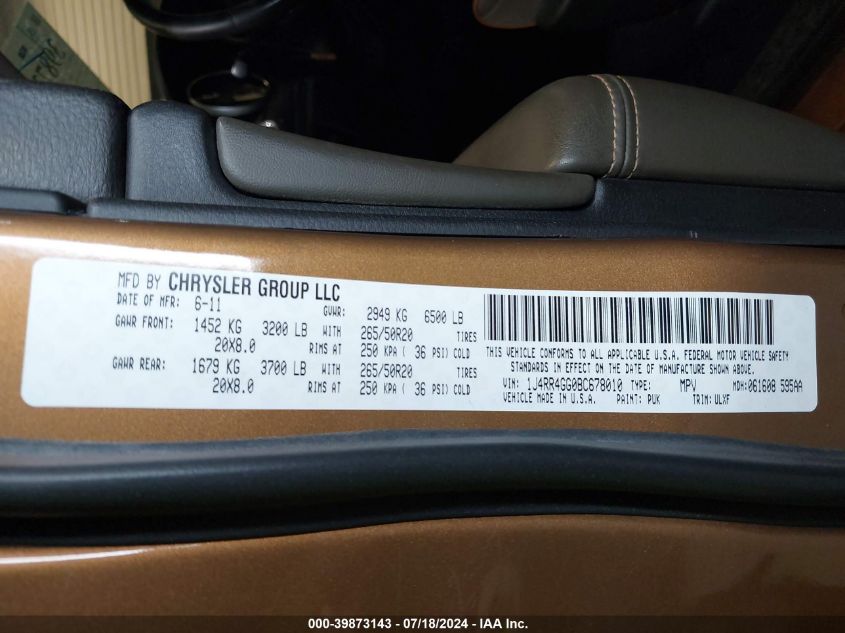 MFD BY CHRYSLER GROUP LLC
DATE OF MFR: 6-11 GVWR: 2949 KG 6500 LB
GAWR FRONT: 1452 KG 3200 LB WITH 265/50R20 TIRES
20X8.0 RIMS AT 250 KPA ( 36 PSI) COLD
GAWR REAR: 1679 KG 3700 LB WITH 265/50R20 TIRES
20X8.0 RIMS AT 250 KPA ( 36 PSI) COLD
THIS VEHICLE CONFORMS TO ALL APPLICABLE U.S.A. FEDERAL MOTOR VEHICLE SAFETY
STANDARDS IN EFFECT ON THE DATE OF MANUFACTURE SHOWN ABOVE
VIN: 1J4RR4GG0BC678010 TYPE: MPV MDH: 061608 595AA
VEHICLE MADE IN U.S.A. PAINT: PUK TRIM: ULXF
000-39873143 - 07/18/2024 - IAA Inc.